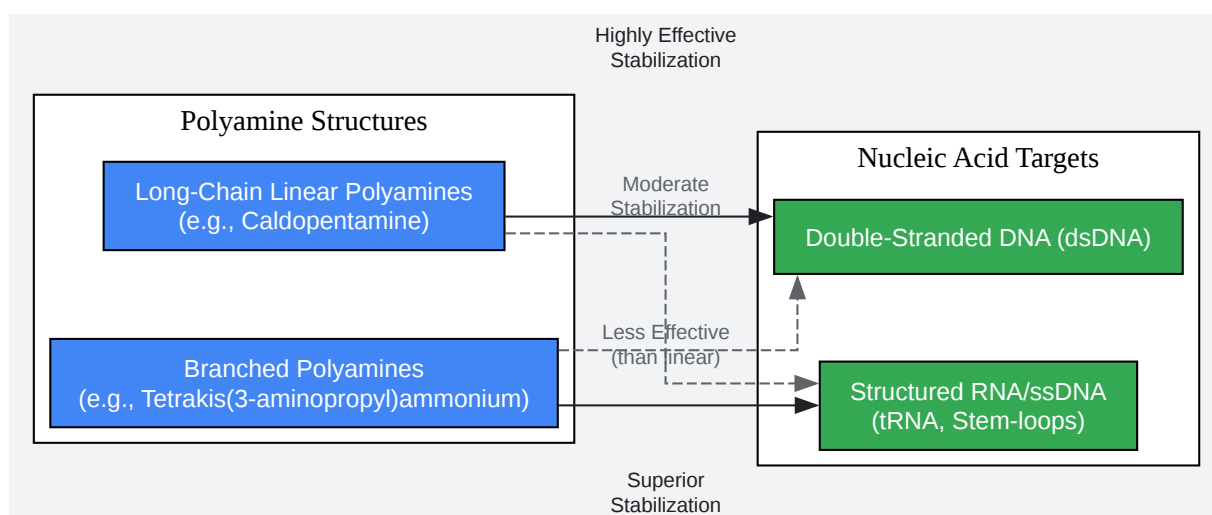 Highly Effective
Stabilization
Polyamine Structures
Long-Chain Linear Polyamines
(e.g., Caldopentamine)
Moderate
Stabilization
Nucleic Acid Targets
Double-Stranded DNA (dsDNA)
Branched Polyamines
(e.g., Tetrakis(3-aminopropyl)ammonium)
Less Effective
(than linear)
Structured RNA/ssDNA
(tRNA, Stem-loops)
Superior
Stabilization